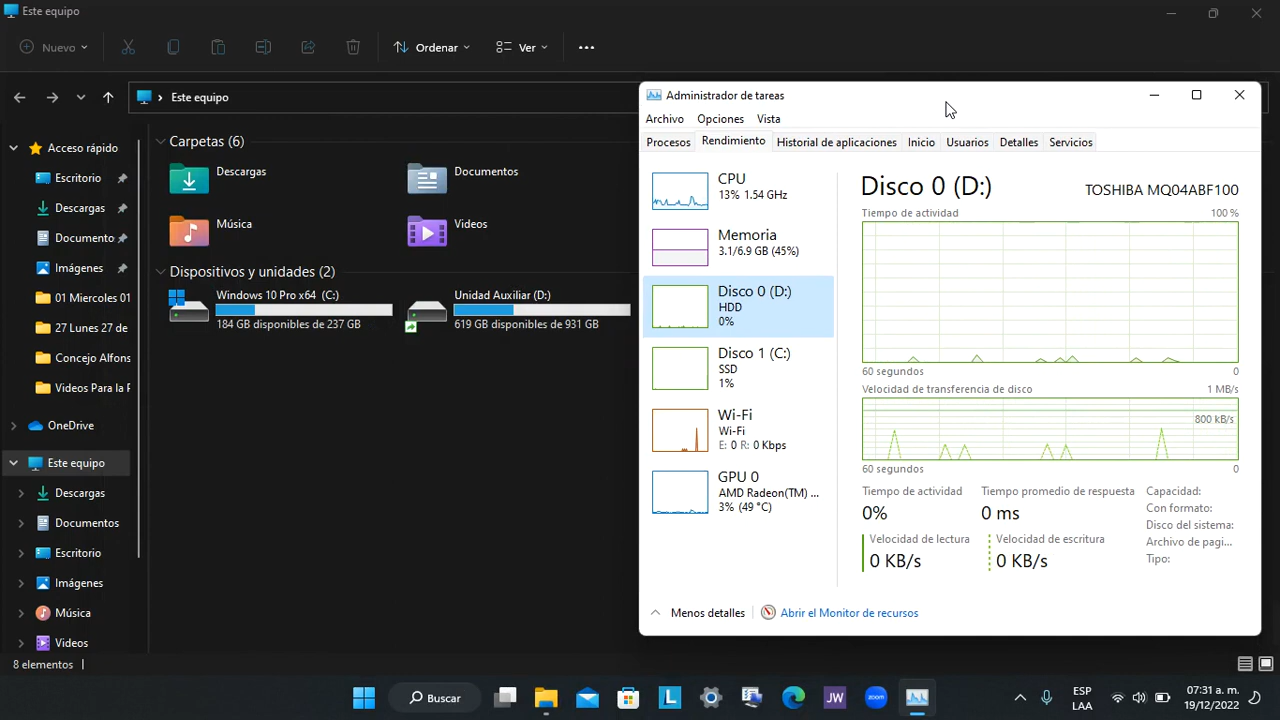 Este equipo
Nuevo
Ordenar
Ver
Este equipo
Acceso rápido
Escritorio
Descargas
Documento
Imágenes
01 Miercoles 01
27 Lunes 27 de
Concejo Alfons
Videos Para la F
OneDrive
Este equipo
Descargas
Documentos
Escritorio
Imágenes
Música
Videos
Carpetas (6)
Descargas
Documentos
Música
Videos
Dispositivos y unidades (2)
Windows 10 Pro x64 (C:)
184 GB disponibles de 237 GB
Unidad Auxiliar (D:)
619 GB disponibles de 931 GB
8 elementos
Administrador de tareas
Archivo Opciones Vista
Procesos Rendimiento Historial de aplicaciones Inicio Usuarios Detalles Servicios
CPU
13% 1.54 GHz
Memoria
3.1/6.9 GB (45%)
Disco 0 (D:)
HDD
0%
Disco 1 (C:)
SSD
1%
Wi-Fi
Wi-Fi
E: 0 R: 0 Kbps
GPU 0
AMD Radeon(TM) ...
3% (49 °C)
Disco 0 (D:) TOSHIBA MQ04ABF100
Tiempo de actividad 100 %
60 segundos 0
Velocidad de transferencia de disco 1 MB/s
800 kB/s
60 segundos 0
Tiempo de actividad
0%
Tiempo promedio de respuesta
0 ms
Velocidad de lectura
0 KB/s
Velocidad de escritura
0 KB/s
Capacidad:
Con formato:
Disco del sistema:
Archivo de pagi...
Tipo:
Menos detalles Abrir el Monitor de recursos
Buscar
L
JW
zoom
ESP
LAA
07:31 a. m.
19/12/2022